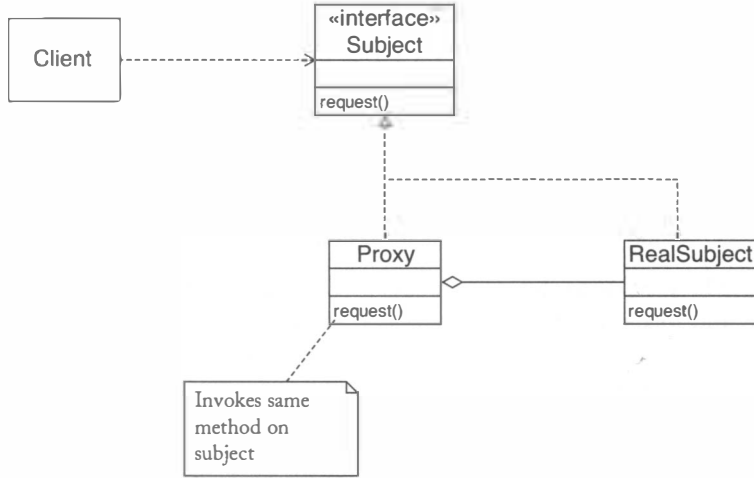 Client
«interface»
Subject
request()
Proxy
request()
RealSubject
request()
Invokes same
method on
subject